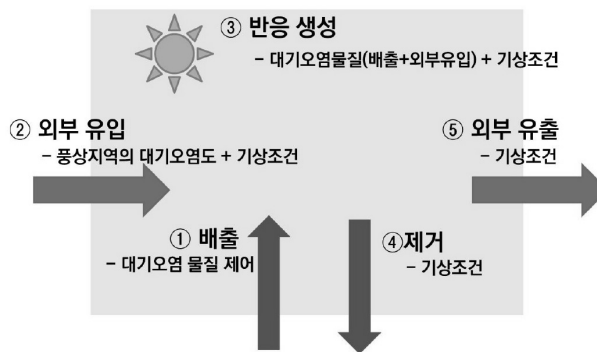 ③ 반응 생성
- 대기오염물질(배출+외부유입) + 기상조건
② 외부 유입
- 풍상지역의 대기오염도 + 기상조건
⑤ 외부 유출
- 기상조건
① 배출
- 대기오염 물질 제어
④제거
- 기상조건